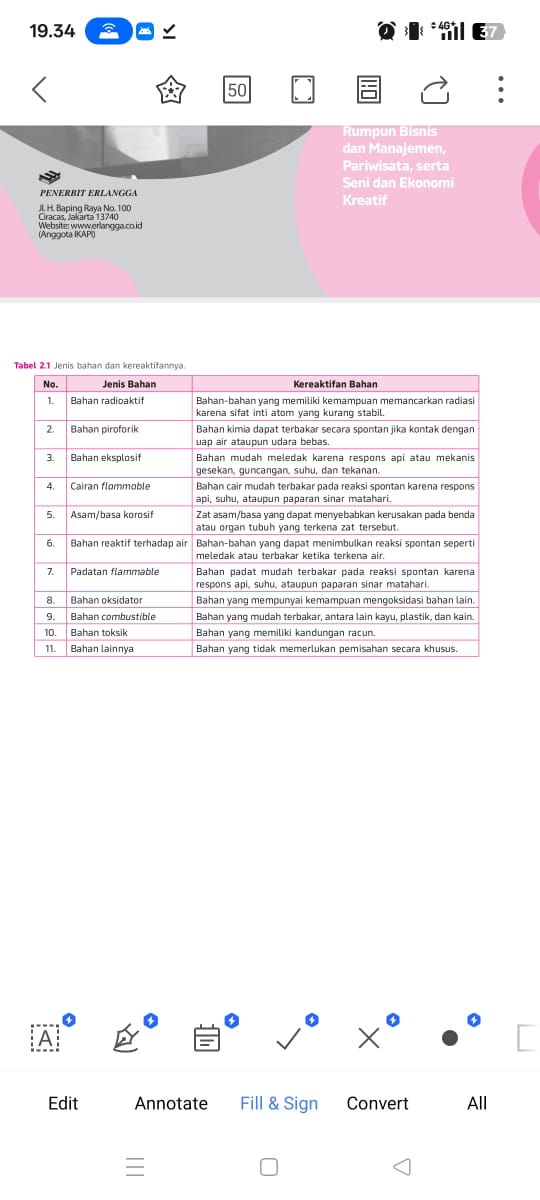 19.34
4G+
37
50
Rumpun Bisnis
dan Manajemen,
Pariwisata, serta
Seni dan Ekonomi
Kreatif
PENERBIT ERLANGGA
Jl. H. Baping Raya No. 100
Ciracas, Jakarta 13740
Website: www.erlangga.co.id
(Anggota IKAPI)
Tabel 2.1 Jenis bahan dan kereaktifannya.
No. Jenis Bahan Kereaktifan Bahan
1. Bahan radioaktif Bahan-bahan yang memiliki kemampuan memancarkan radiasi
karena sifat inti atom yang kurang stabil.
2. Bahan piroforik Bahan kimia dapat terbakar secara spontan jika kontak dengan
uap air ataupun udara bebas.
3. Bahan eksplosif Bahan mudah meledak karena respons api atau mekanis
gesekan, guncangan, suhu, dan tekanan.
4. Cairan flammable Bahan cair mudah terbakar pada reaksi spontan karena respons
api, suhu, ataupun paparan sinar matahari.
5. Asam/basa korosif Zat asam/basa yang dapat menyebabkan kerusakan pada benda
atau organ tubuh yang terkena zat tersebut.
6. Bahan reaktif terhadap air Bahan-bahan yang dapat menimbulkan reaksi spontan seperti
meledak atau terbakar ketika terkena air.
7. Padatan flammable Bahan padat mudah terbakar pada reaksi spontan karena
respons api, suhu, ataupun paparan sinar matahari.
8. Bahan oksidator Bahan yang mempunyai kemampuan mengoksidasi bahan lain.
9. Bahan combustible Bahan yang mudah terbakar, antara lain kayu, plastik, dan kain.
10. Bahan toksik Bahan yang memiliki kandungan racun.
11. Bahan lainnya Bahan yang tidak memerlukan pemisahan secara khusus.
A
Edit Annotate Fill & Sign Convert All